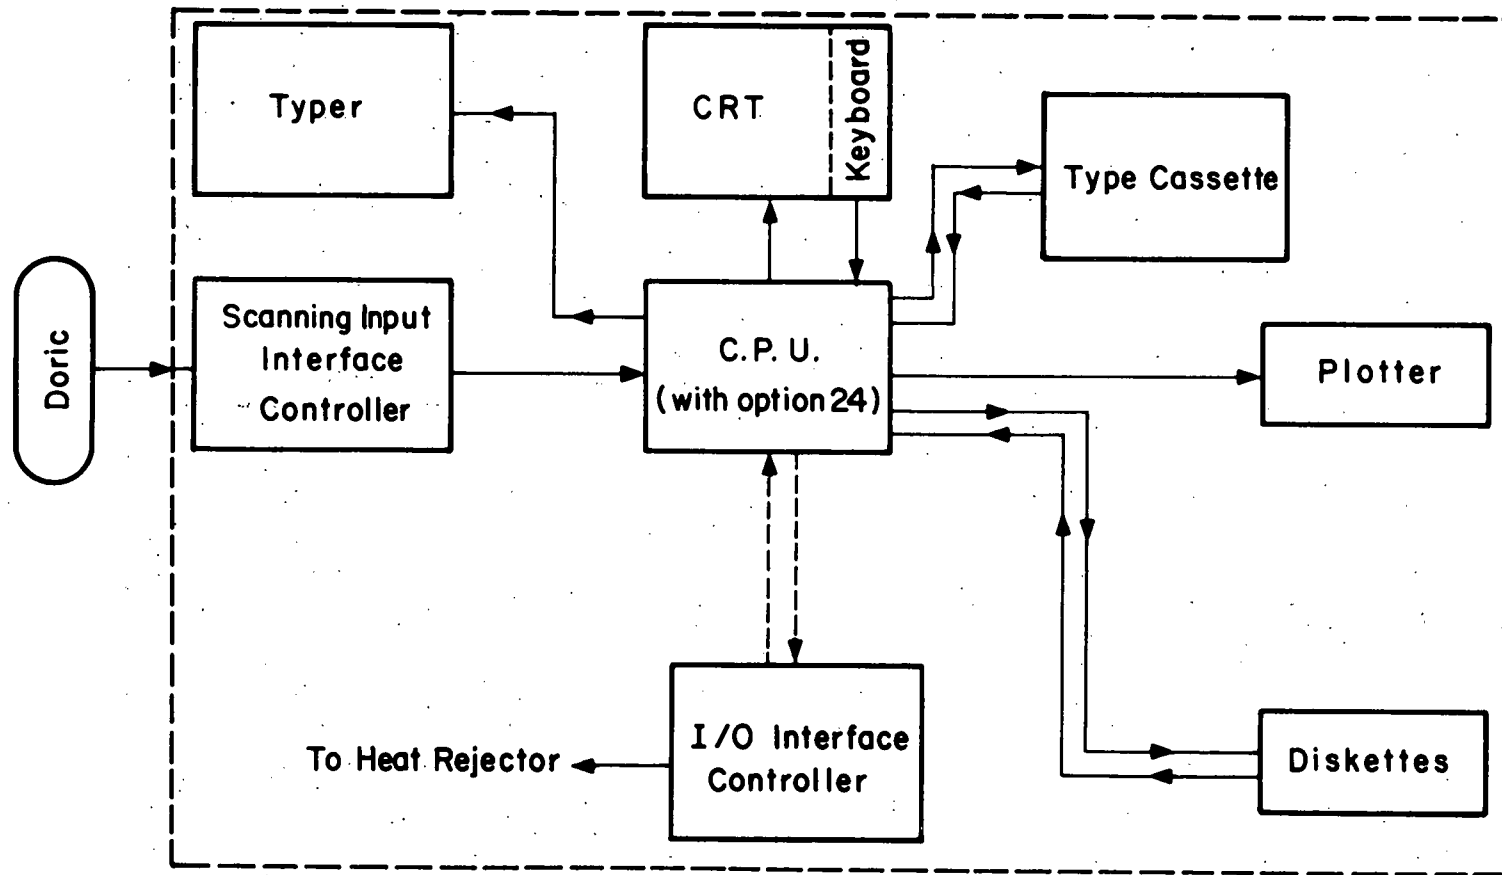 Typer
CRT
Keyboard
Type Cassette
Doric
Scanning Input
Interface
Controller
C.P.U.
(with option 24)
Plotter
To Heat Rejector
I/O Interface
Controller
Diskettes